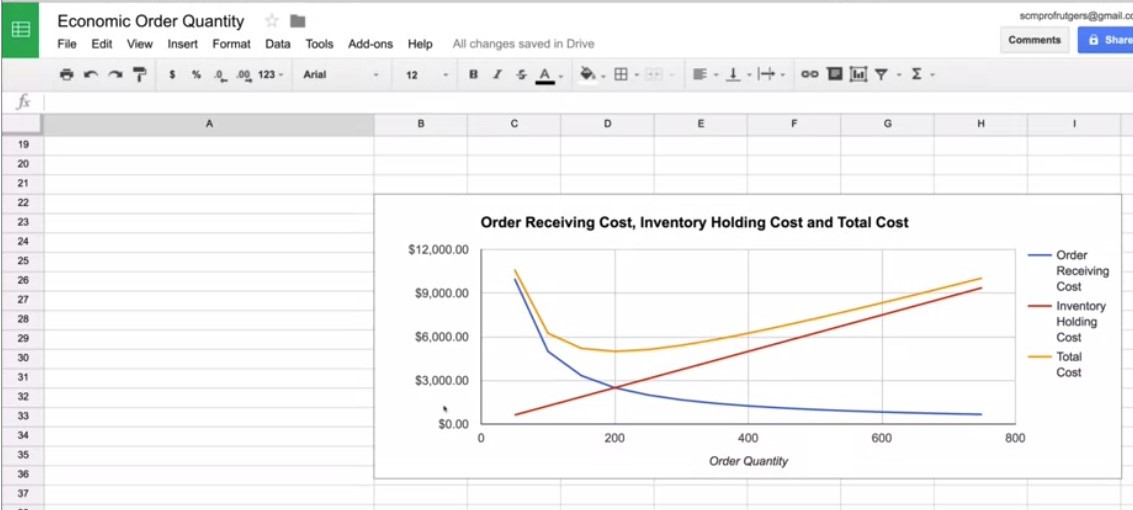 Economic Order Quantity
scmprofrutgers@gmail.co
File Edit View Insert Format Data Tools Add-ons Help All changes saved in Drive
Comments Share
$ % .0 .00 123 Arial 12 B I S A Σ
fx
A B C D E F G H I
19
20
21
22
23
24
25
26
27
28
29
30
31
32
33
34
35
36
37
Order Receiving Cost, Inventory Holding Cost and Total Cost
$12,000.00
$9,000.00
$6,000.00
$3,000.00
$0.00
0 200 400 600 800
Order Quantity
Order
Receiving
Cost
Inventory
Holding
Cost
Total
Cost